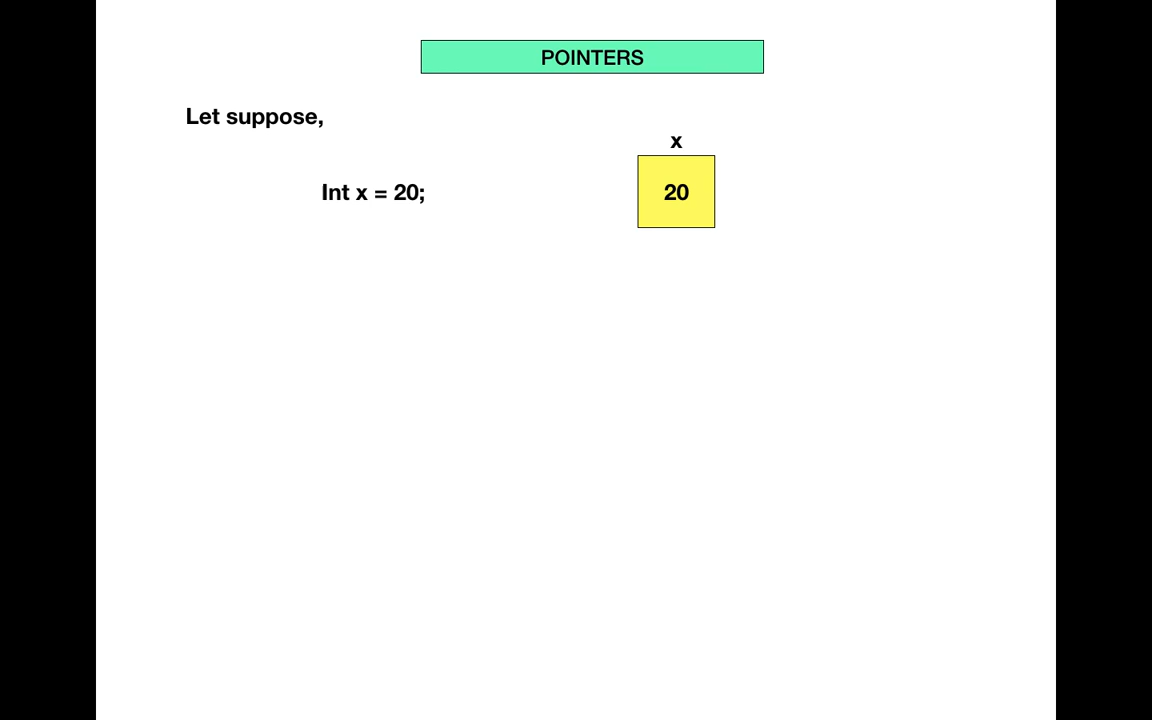 POINTERS
Let suppose,
x
Int x = 20;
20